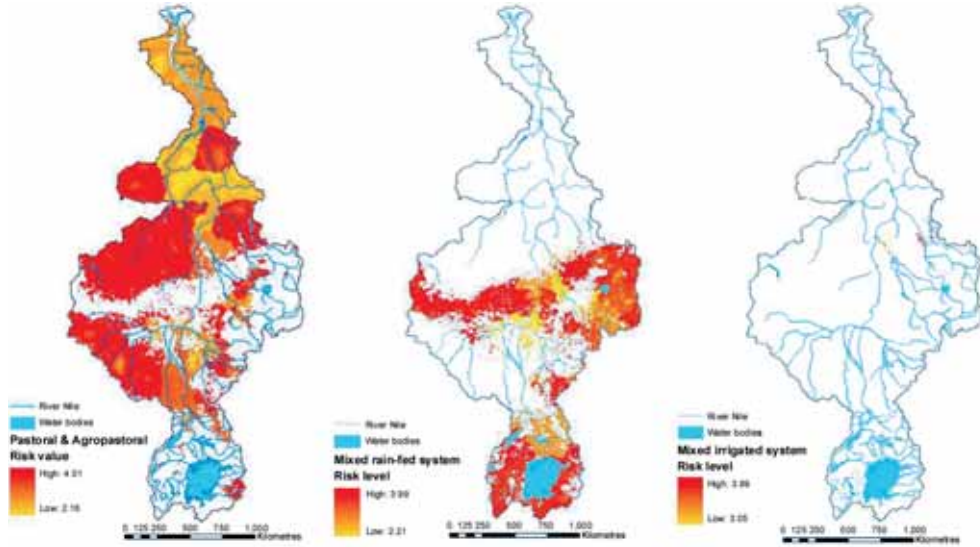 River Nile
Water bodies
Pastoral & Agropastoral
Risk value
High: 4.01
Low: 2.16
0 125 250 500 750 1,000
Kilometres
River Nile
Water bodies
Mixed rain-fed system
Risk level
High: 3.99
Low: 2.21
0 125 250 500 750 1,000
Kilometres
River Nile
Water bodies
Mixed irrigated system
Risk level
High: 3.86
Low: 3.05
0 125 250 500 750 1,000
Kilometres